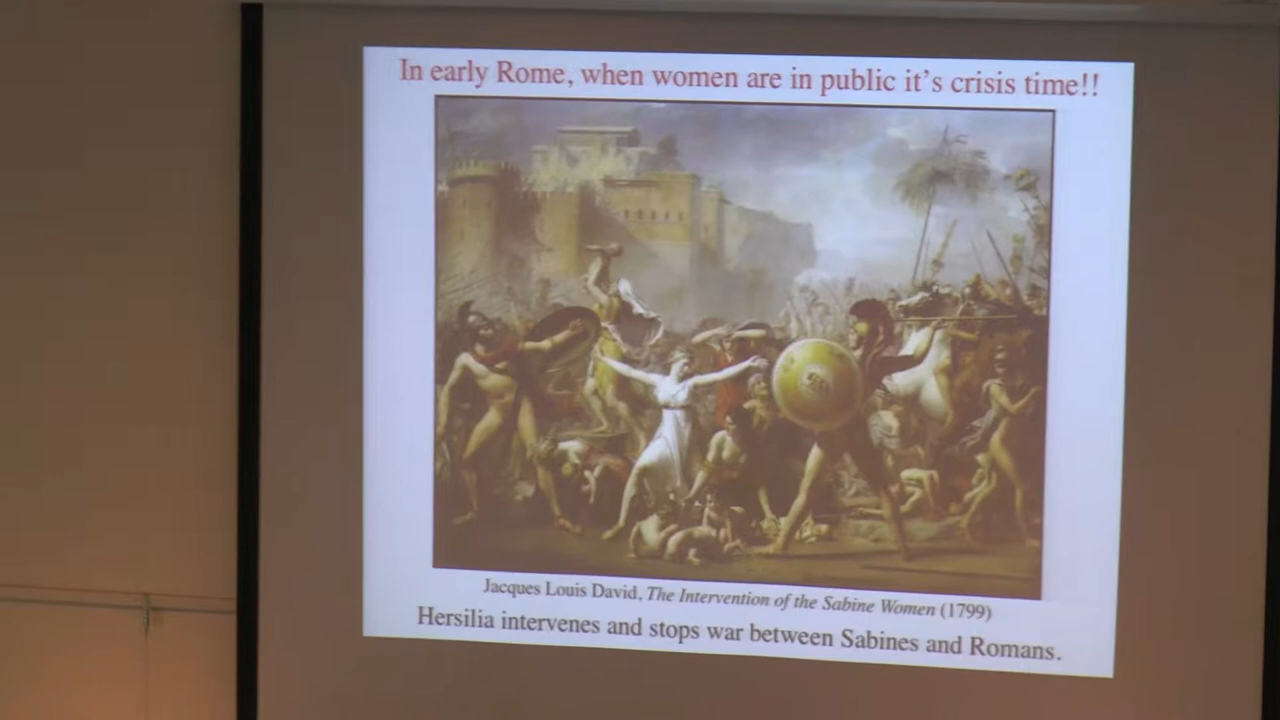 In early Rome, when women are in public it's crisis time!!
Jacques Louis David, The Intervention of the Sabine Women (1799)
Hersilia intervenes and stops war between Sabines and Romans.